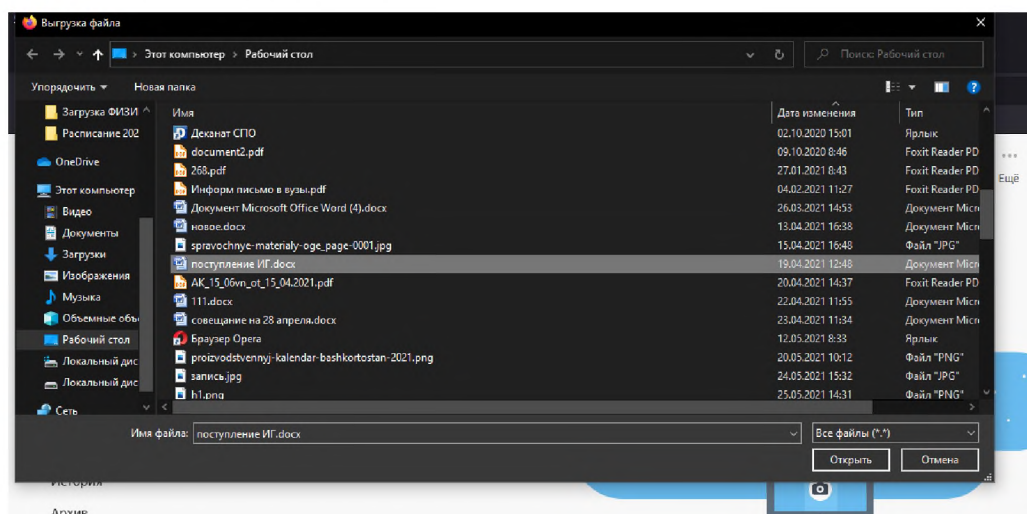 Выгрузка файла
Этот компьютер > Рабочий стол
Поиск: Рабочий стол
Упорядочить
Новая папка
Имя
Дата изменения
Тип
Загрузка ФИЗИ
Расписание 202
OneDrive
Этот компьютер
Видео
Документы
Загрузки
Изображения
Музыка
Объемные объ
Рабочий стол
Локальный дис
Локальный дис
Сеть
Деканат СПО 02.10.2020 15:01 Ярлык
document2.pdf 09.10.2020 8:46 Foxit Reader PD
268.pdf 27.01.2021 8:43 Foxit Reader PD
Информ письмо в вузы.pdf 04.02.2021 11:27 Foxit Reader PD
Документ Microsoft Office Word (4).docx 26.03.2021 14:53 Документ Micr
новое.docx 13.04.2021 16:38 Документ Micr
spravochnye-materialy-oge_page-0001.jpg 15.04.2021 16:48 Файл "JPG"
поступление ИГ.docx 19.04.2021 12:48 Документ Micr
AK_15_06vn_ot_15_04.2021.pdf 20.04.2021 14:37 Foxit Reader PD
111.docx 22.04.2021 11:55 Документ Micr
совещание на 28 апреля.docx 23.04.2021 11:34 Документ Micr
Браузер Opera 12.05.2021 8:33 Ярлык
proizvodstvennyj-kalendar-bashkortostan-2021.png 20.05.2021 10:12 Файл "PNG"
запись.jpg 24.05.2021 15:32 Файл "JPG"
h1.png 25.05.2021 14:31 Файл "PNG"
Имя файла: поступление ИГ.docx
Все файлы (*.*)
Открыть
Отмена
Ещё
История
Архив